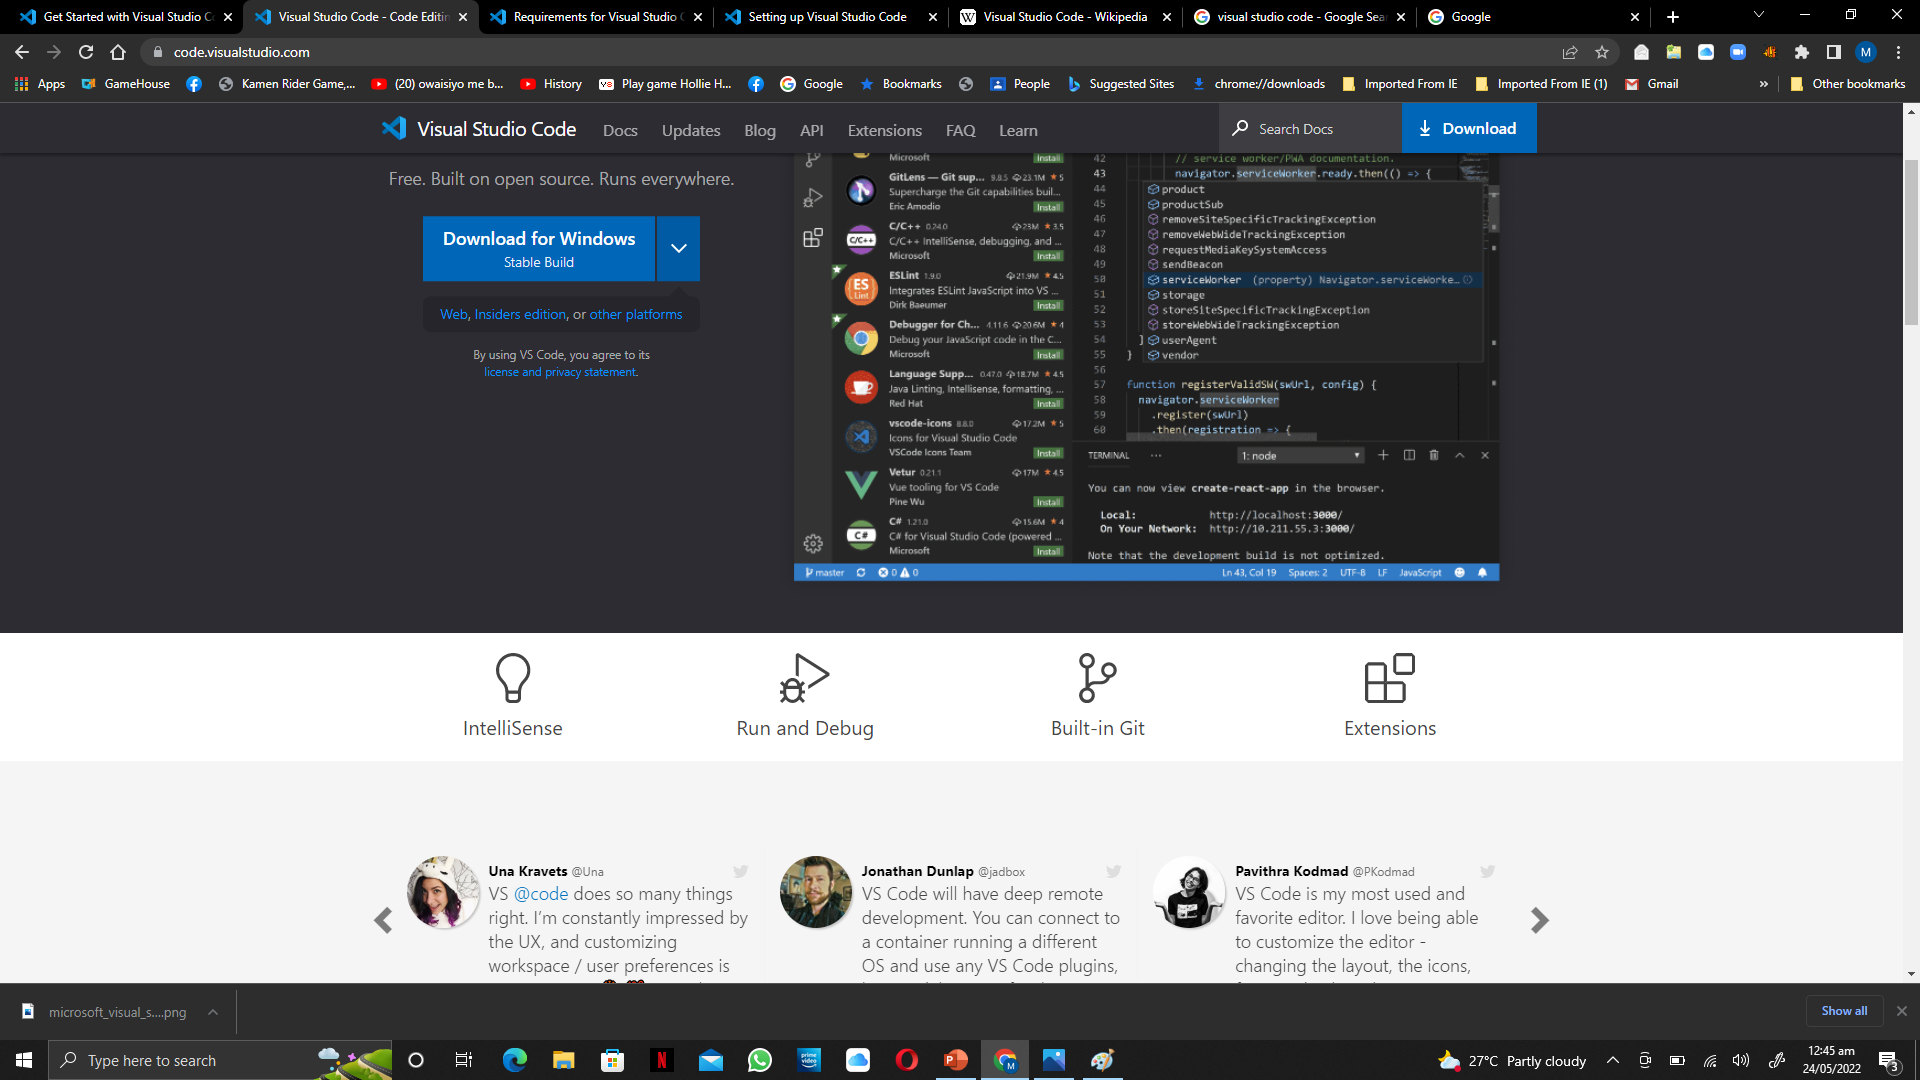 Get Started with Visual Studio C
Visual Studio Code - Code Editin
Requirements for Visual Studio C
Setting up Visual Studio Code
Visual Studio Code - Wikipedia
visual studio code - Google Sear
Google
code.visualstudio.com
M
Apps
GameHouse
Kamen Rider Game,...
(20) owaisiyo me b...
History
Play game Hollie H...
Google
Bookmarks
People
Suggested Sites
chrome://downloads
Imported From IE
Imported From IE (1)
Gmail
»
Other bookmarks
Visual Studio Code
Docs
Updates
Blog
API
Extensions
FAQ
Learn
Search Docs
Download
Free. Built on open source. Runs everywhere.
Download for Windows
Stable Build
Web, Insiders edition, or other platforms
By using VS Code, you agree to its
license and privacy statement.
Microsoft
Install
GitLens — Git sup... 9.8.5 23.1M 5
Supercharge the Git capabilities buil...
Eric Amodio
Install
C/C++ 0.24.0 23M 3.5
C/C++ IntelliSense, debugging, and ...
Microsoft
Install
ESLint 1.9.0 21.9M 4.5
Integrates ESLint JavaScript into VS ...
Dirk Baeumer
Install
Debugger for Ch... 4.11.6 20.6M 4
Debug your JavaScript code in the C...
Microsoft
Install
Language Supp... 0.47.0 18.7M 4.5
Java Linting, Intellisense, formatting, ...
Red Hat
Install
vscode-icons 8.8.0 17.2M 5
Icons for Visual Studio Code
VSCode Icons Team
Install
Vetur 0.21.1 17M 4.5
Vue tooling for VS Code
Pine Wu
Install
C# 1.21.0 15.6M 4
C# for Visual Studio Code (powered ...
Microsoft
Install
42 // service worker/PWA documentation.
43 navigator.serviceWorker.ready.then(() => {
44 product
45 productSub
46 removeSiteSpecificTrackingException
47 removeWebWideTrackingException
48 requestMediaKeySystemAccess
49 sendBeacon
50 serviceWorker (property) Navigator.serviceWorke...
51 storage
52 storeSiteSpecificTrackingException
53 storeWebWideTrackingException
54 } userAgent
55 } vendor
56
57 function registerValidSW(swUrl, config) {
58 navigator.serviceWorker
59 .register(swUrl)
60 .then(registration => {
TERMINAL
...
1: node
You can now view create-react-app in the browser.
Local: http://localhost:3000/
On Your Network: http://10.211.55.3:3000/
Note that the development build is not optimized.
master
0
0
Ln 43, Col 19
Spaces: 2
UTF-8
LF
JavaScript
IntelliSense
Run and Debug
Built-in Git
Extensions
Una Kravets @Una
VS @code does so many things
right. I'm constantly impressed by
the UX, and customizing
workspace / user preferences is
Jonathan Dunlap @jadbox
VS Code will have deep remote
development. You can connect to
a container running a different
OS and use any VS Code plugins,
Pavithra Kodmad @PKodmad
VS Code is my most used and
favorite editor. I love being able
to customize the editor -
changing the layout, the icons,
microsoft_visual_s....png
Show all
Type here to search
27°C Partly cloudy
12:45 am
24/05/2022
3